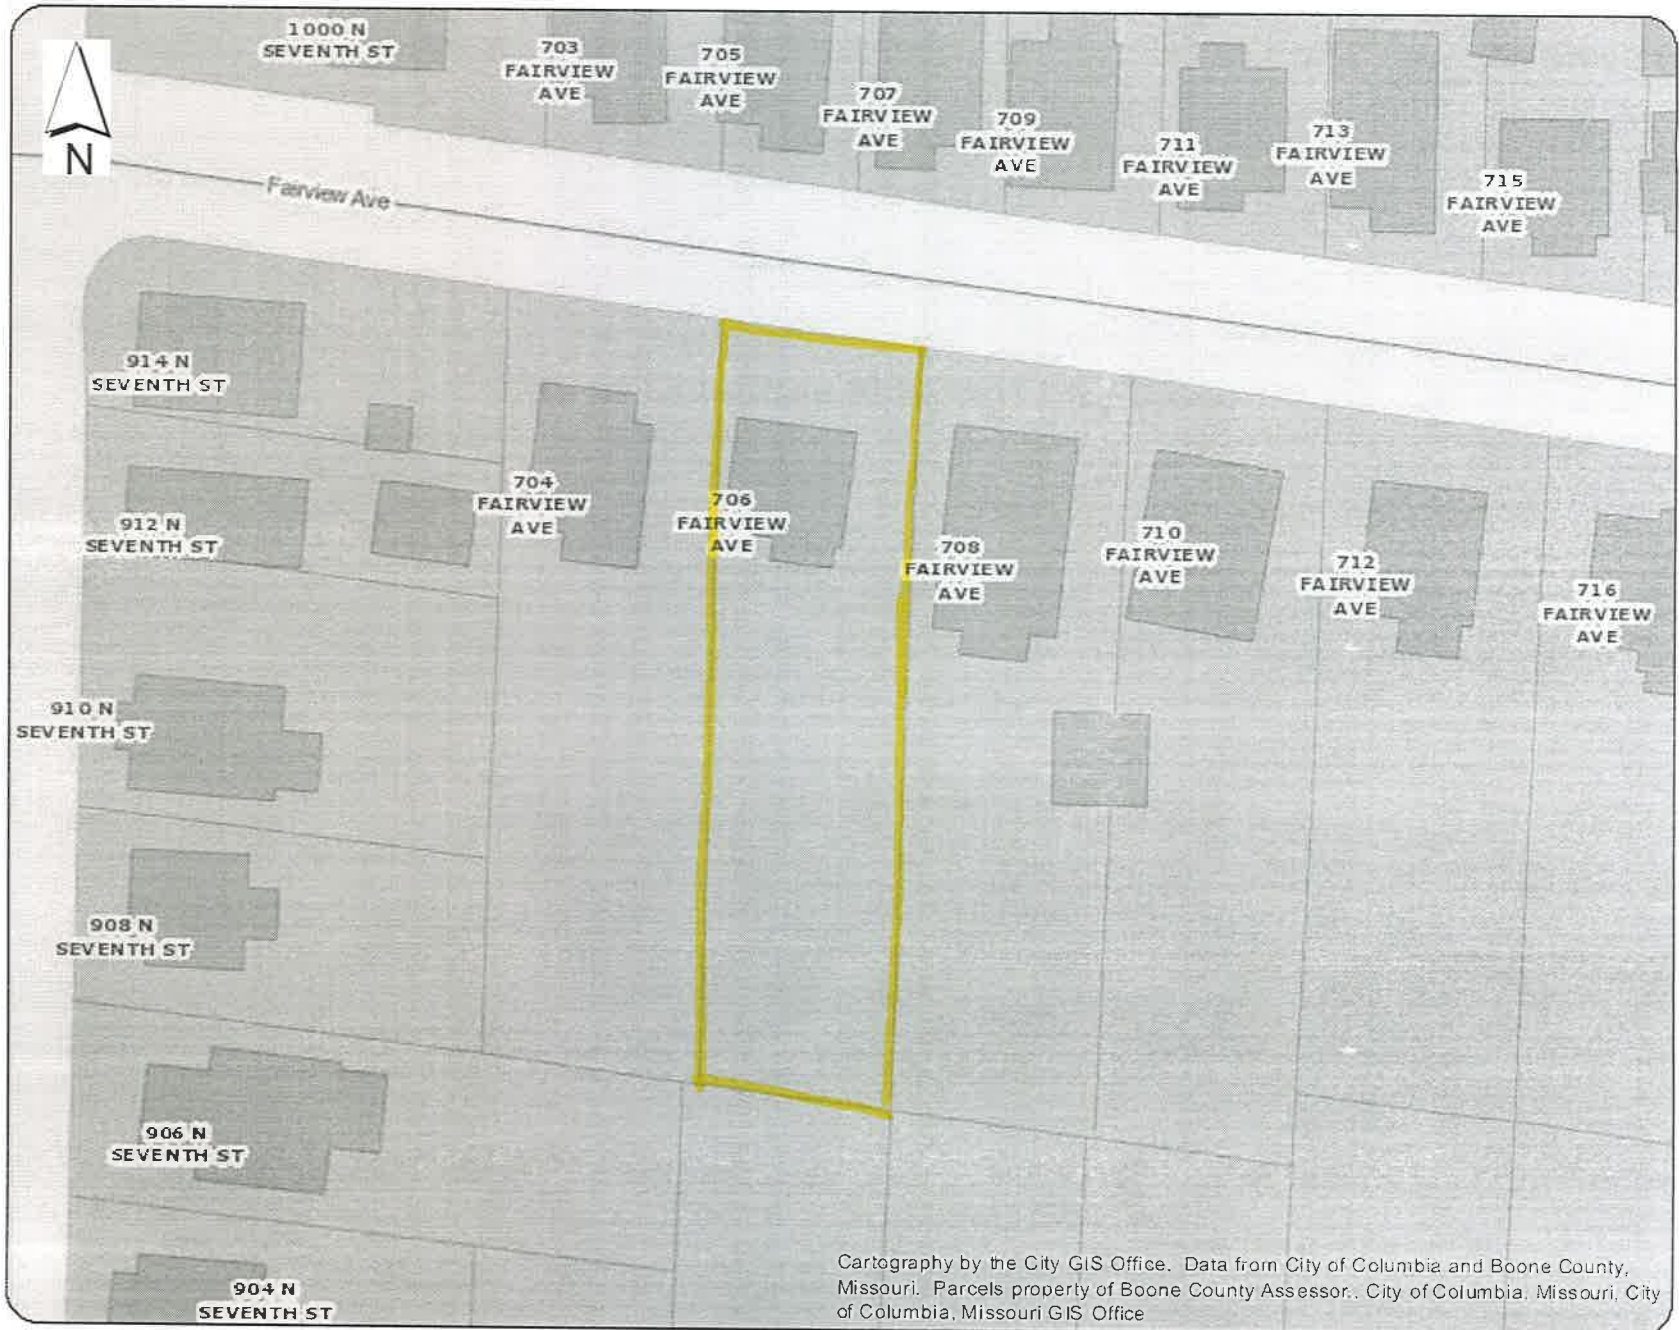 1000 N
SEVENTH ST
703
FAIRVIEW
AVE
705
FAIRVIEW
AVE
707
FAIRVIEW
AVE
709
FAIRVIEW
AVE
711
FAIRVIEW
AVE
713
FAIRVIEW
AVE
715
FAIRVIEW
AVE
N
Fairview Ave
914 N
SEVENTH ST
912 N
SEVENTH ST
704
FAIRVIEW
AVE
706
FAIRVIEW
AVE
708
FAIRVIEW
AVE
710
FAIRVIEW
AVE
712
FAIRVIEW
AVE
716
FAIRVIEW
AVE
910 N
SEVENTH ST
908 N
SEVENTH ST
906 N
SEVENTH ST
904 N
SEVENTH ST
Cartography by the City GIS Office. Data from City of Columbia and Boone County,
Missouri. Parcels property of Boone County Assessor., City of Columbia, Missouri, City
of Columbia, Missouri GIS Office